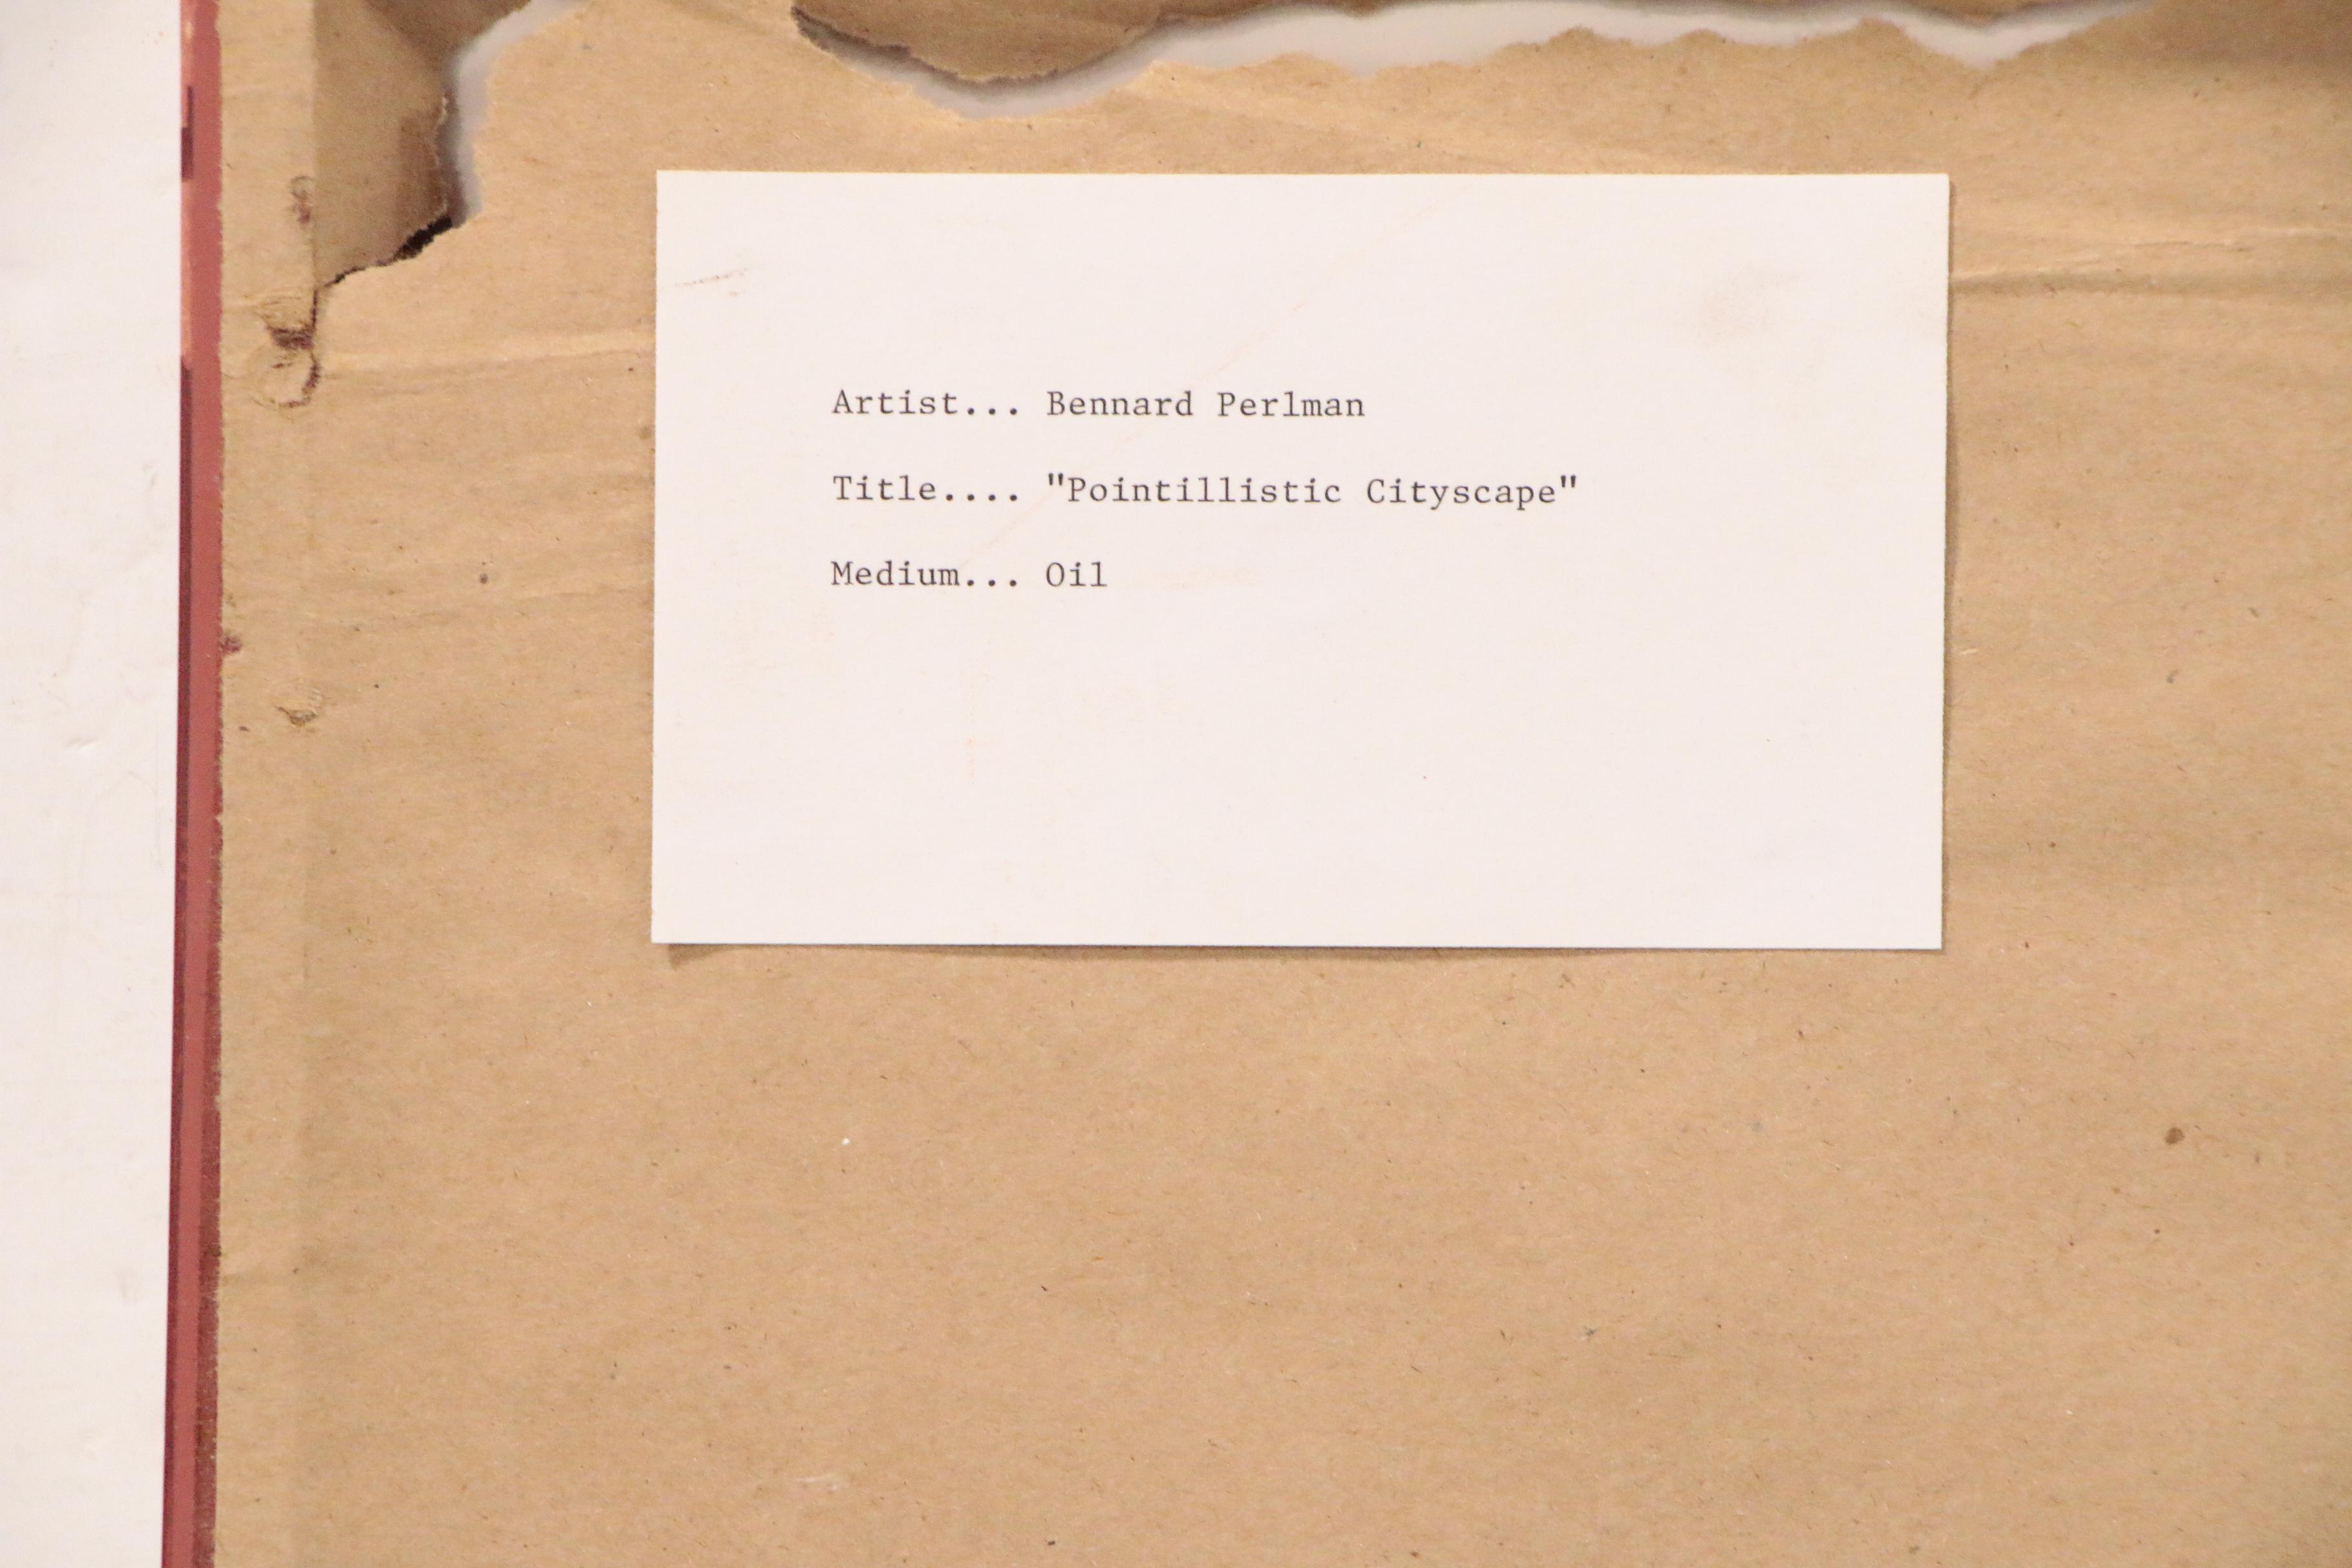 Artist... Bennard Perlman
Title.... "Pointillistic Cityscape"
Medium... Oil